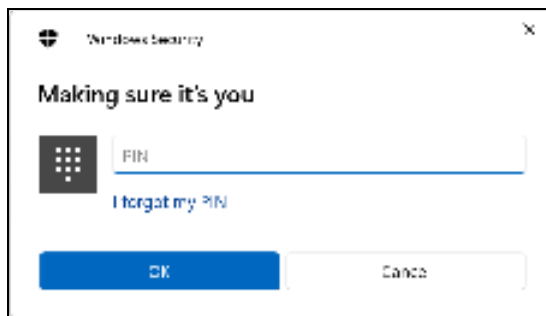 Windows Security
Making sure it's you
PIN
I forgot my PIN
OK
Cancel